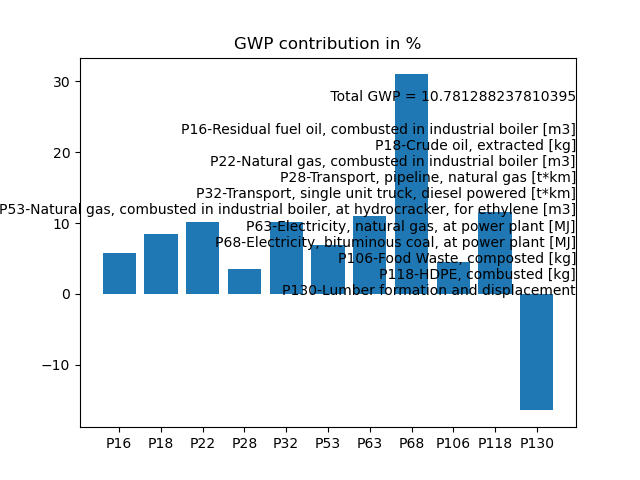 GWP contribution in %
30
Total GWP = 10.781288237810395
P16-Residual fuel oil, combusted in industrial boiler [m3]
P18-Crude oil, extracted [kg]
20
P22-Natural gas, combusted in industrial boiler [m3]
P28-Transport, pipeline, natural gas [t*km]
P32-Transport, single unit truck, diesel powered [t*km]
P53-Natural gas, combusted in industrial boiler, at hydrocracker, for ethylene [m3]
10
P63-Electricity, natural gas, at power plant [MJ]
P68-Electricity, bituminous coal, at power plant [MJ]
P106-Food Waste, composted [kg]
P118-HDPE, combusted [kg]
0
P130-Lumber formation and displacement
−10
P16 P18 P22 P28 P32 P53 P63 P68 P106 P118 P130